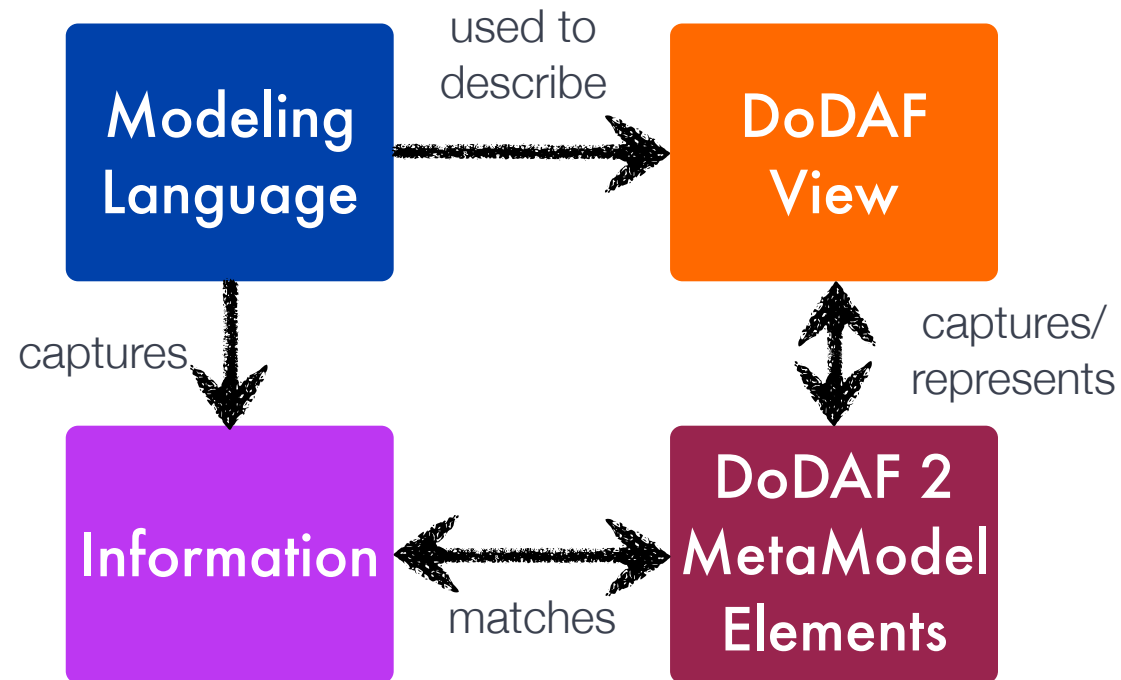 used to
describe
Modeling
Language
DoDAF
View
captures
captures/
represents
Information
matches
DoDAF 2
MetaModel
Elements